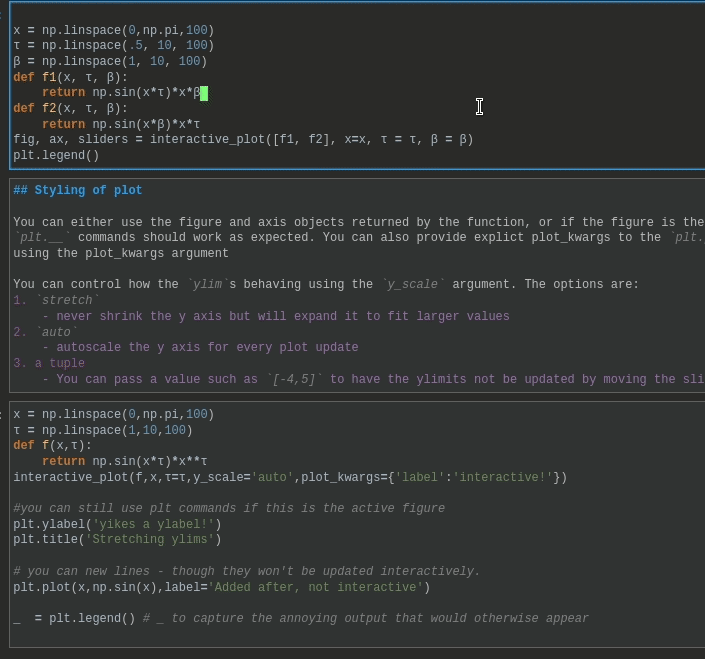 x = np.linspace(0,np.pi,100)
τ = np.linspace(.5, 10, 100)
β = np.linspace(1, 10, 100)
def f1(x, τ, β):
    return np.sin(x*τ)*x*β
def f2(x, τ, β):
    return np.sin(x*β)*x*τ
fig, ax, sliders = interactive_plot([f1, f2], x=x, τ = τ, β = β)
plt.legend()
## Styling of plot
You can either use the figure and axis objects returned by the function, or if the figure is the
`plt.__` commands should work as expected. You can also provide explict plot_kwargs to the `plt.
using the plot_kwargs argument
You can control how the `ylim`s behaving using the `y_scale` argument. The options are:
1. `stretch`
    - never shrink the y axis but will expand it to fit larger values
2. `auto`
    - autoscale the y axis for every plot update
3. a tuple
    - You can pass a value such as `[-4,5]` to have the ylimits not be updated by moving the sli
x = np.linspace(0,np.pi,100)
τ = np.linspace(1,10,100)
def f(x,τ):
    return np.sin(x*τ)*x**τ
interactive_plot(f,x,τ=τ,y_scale='auto',plot_kwargs={'label':'interactive!'})
#you can still use plt commands if this is the active figure
plt.ylabel('yikes a ylabel!')
plt.title('Stretching ylims')
# you can new lines - though they won't be updated interactively.
plt.plot(x,np.sin(x),label='Added after, not interactive')
_  = plt.legend() # _ to capture the annoying output that would otherwise appear